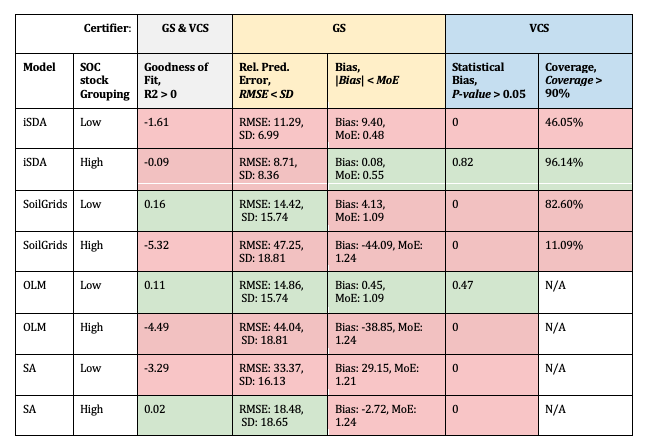 Certifier: GS & VCS GS VCS
Model SOC stock Grouping Goodness of Fit, R2 > 0 Rel. Pred. Error, RMSE < SD Bias, |Bias| < MoE Statistical Bias, P-value > 0.05 Coverage, Coverage > 90%
iSDA Low -1.61 RMSE: 11.29, SD: 6.99 Bias: 9.40, MoE: 0.48 0 46.05%
iSDA High -0.09 RMSE: 8.71, SD: 8.36 Bias: 0.08, MoE: 0.55 0.82 96.14%
SoilGrids Low 0.16 RMSE: 14.42, SD: 15.74 Bias: 4.13, MoE: 1.09 0 82.60%
SoilGrids High -5.32 RMSE: 47.25, SD: 18.81 Bias: -44.09, MoE: 1.24 0 11.09%
OLM Low 0.11 RMSE: 14.86, SD: 15.74 Bias: 0.45, MoE: 1.09 0.47 N/A
OLM High -4.49 RMSE: 44.04, SD: 18.81 Bias: -38.85, MoE: 1.24 0 N/A
SA Low -3.29 RMSE: 33.37, SD: 16.13 Bias: 29.15, MoE: 1.21 0 N/A
SA High 0.02 RMSE: 18.48, SD: 18.65 Bias: -2.72, MoE: 1.24 0 N/A